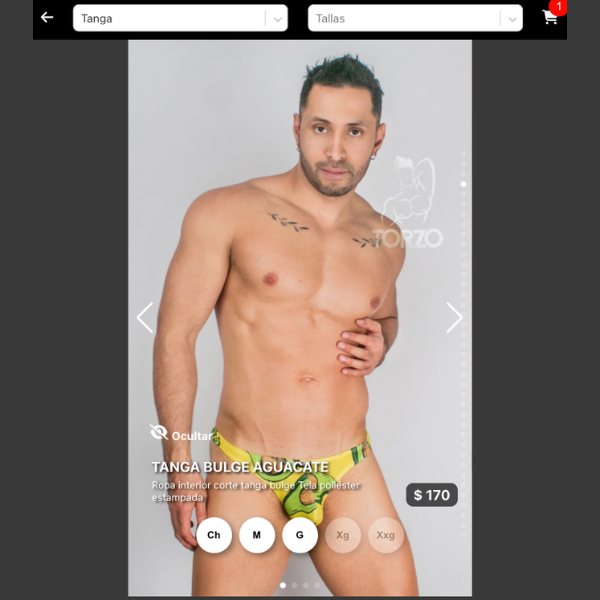 Tanga
Tallas
1
TORZO
Ocultar
TANGA BULGE AGUACATE
Ropa interior corte tanga bulge Tela poliéster
estampada
$ 170
Ch
M
G
Xg
Xxg